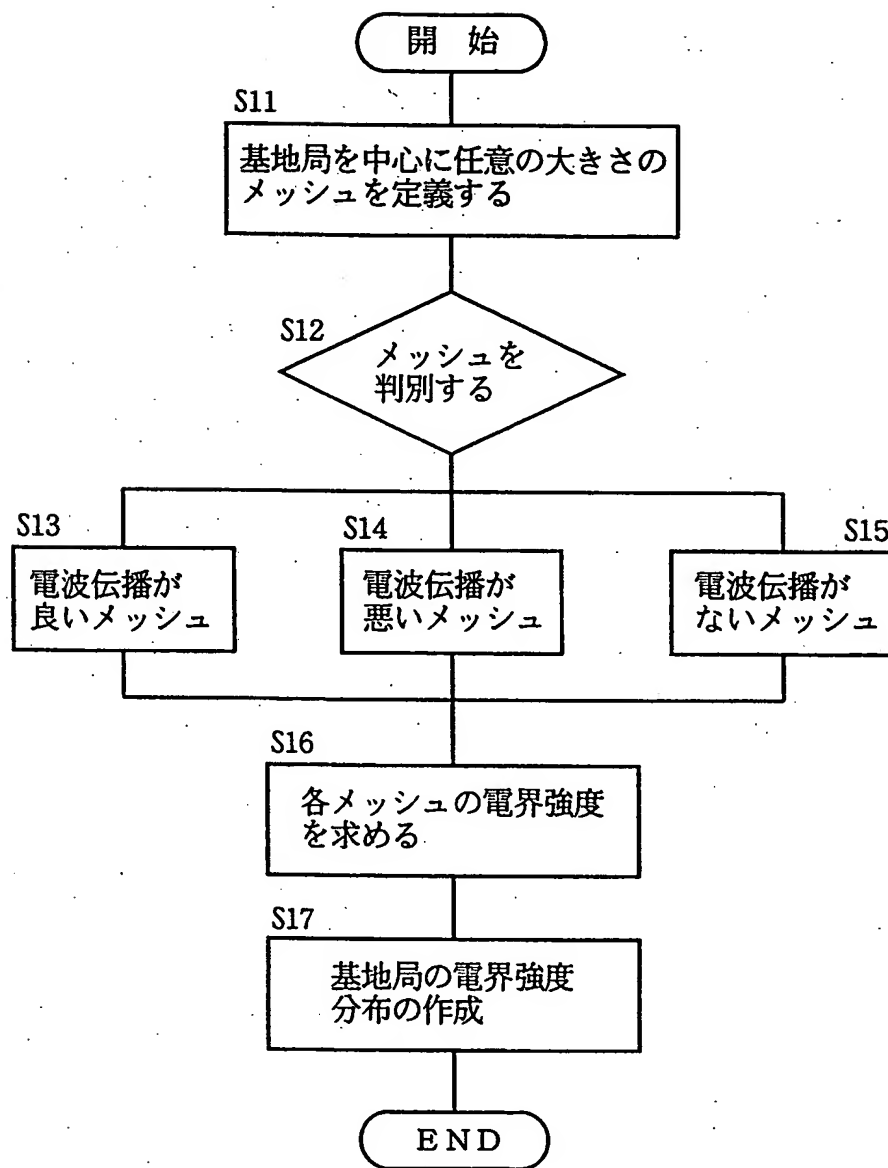 開 始
S11
基地局を中心に任意の大きさの
メッシュを定義する
S12
メッシュを
判別する
S13
電波伝播が
良いメッシュ
S14
電波伝播が
悪いメッシュ
S15
電波伝播が
ないメッシュ
S16
各メッシュの電界強度
を求める
S17
基地局の電界強度
分布の作成
END